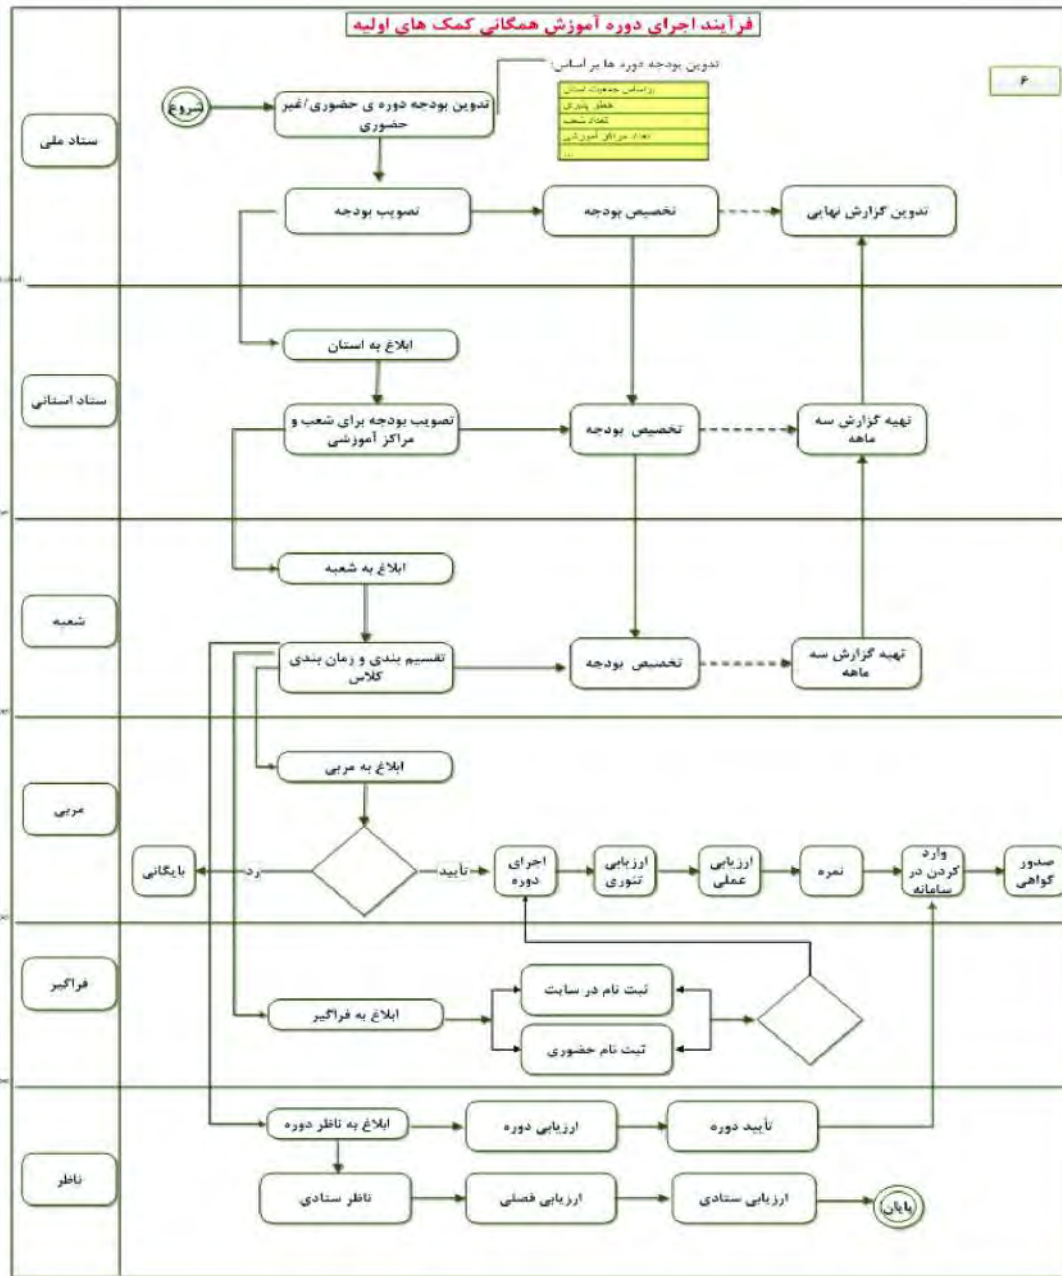 فرآیند اجرای دوره آموزش همگانی کمک های اولیه
تدوین بودجه دوره ها بر اساس:
۶
براساس جمعیت استان
خطر پذیری
تعداد شعب
تعداد مراکز آموزشی
...
ستاد ملی
شروع
تدوین بودجه دوره ی حضوری/غیر
حضوری
تصویب بودجه
تخصیص بودجه
تدوین گزارش نهایی
ستاد استانی
ابلاغ به استان
تصویب بودجه برای شعب و
مراکز آموزشی
تخصیص بودجه
تهیه گزارش سه
ماهه
شعبه
ابلاغ به شعبه
تقسیم بندی و زمان بندی
کلاس
تخصیص بودجه
تهیه گزارش سه
ماهه
مربی
ابلاغ به مربی
بایگانی
رد
تأیید
اجرای
دوره
ارزیابی
تئوری
ارزیابی
عملی
نمره
وارد
کردن در
سامانه
صدور
گواهی
فراگیر
ابلاغ به فراگیر
ثبت نام در سایت
ثبت نام حضوری
ناظر
ابلاغ به ناظر دوره
ارزیابی دوره
تأیید دوره
ناظر ستادی
ارزیابی فصلی
ارزیابی ستادی
پایان